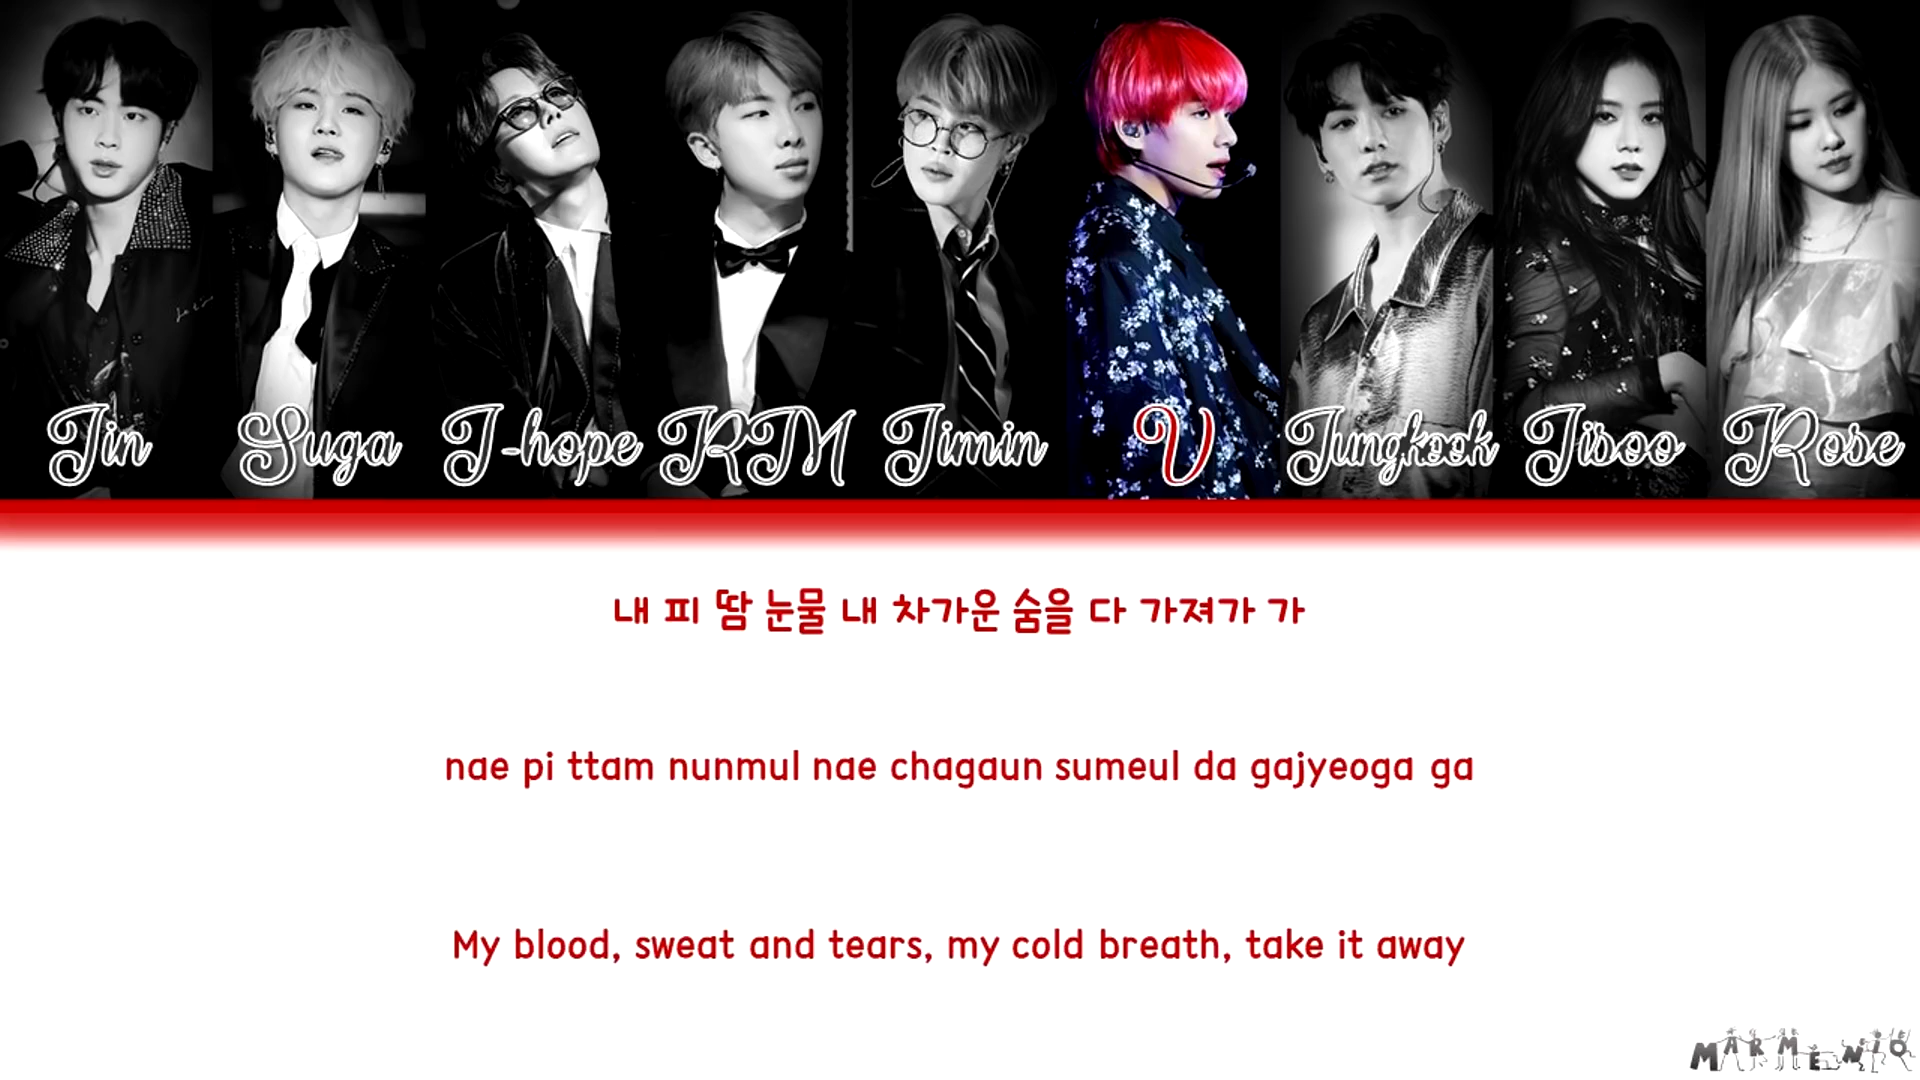 Jin Suga J-hope RM Jimin V Jungkook Jisoo Rose
내 피 땀 눈물 내 차가운 숨을 다 가져가 가
nae pi ttam nunmul nae chagaun sumeul da gajyeoga ga
My blood, sweat and tears, my cold breath, take it away
MARMENIO